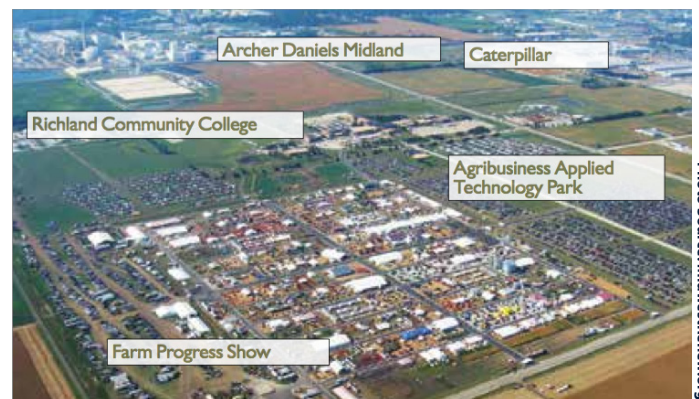 Archer Daniels Midland
Caterpillar
Richland Community College
Agribusiness Applied
Technology Park
Farm Progress Show